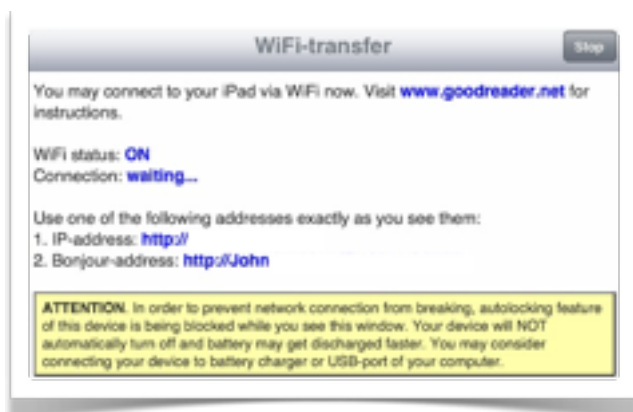 WiFi-transfer
Stop
You may connect to your iPad via WiFi now. Visit www.goodreader.net for
instructions.
WiFi status: ON
Connection: waiting...
Use one of the following addresses exactly as you see them:
1. IP-address: http://
2. Bonjour-address: http://John
ATTENTION. In order to prevent network connection from breaking, autolocking feature
of this device is being blocked while you see this window. Your device will NOT
automatically turn off and battery may get discharged faster. You may consider
connecting your device to battery charger or USB-port of your computer.